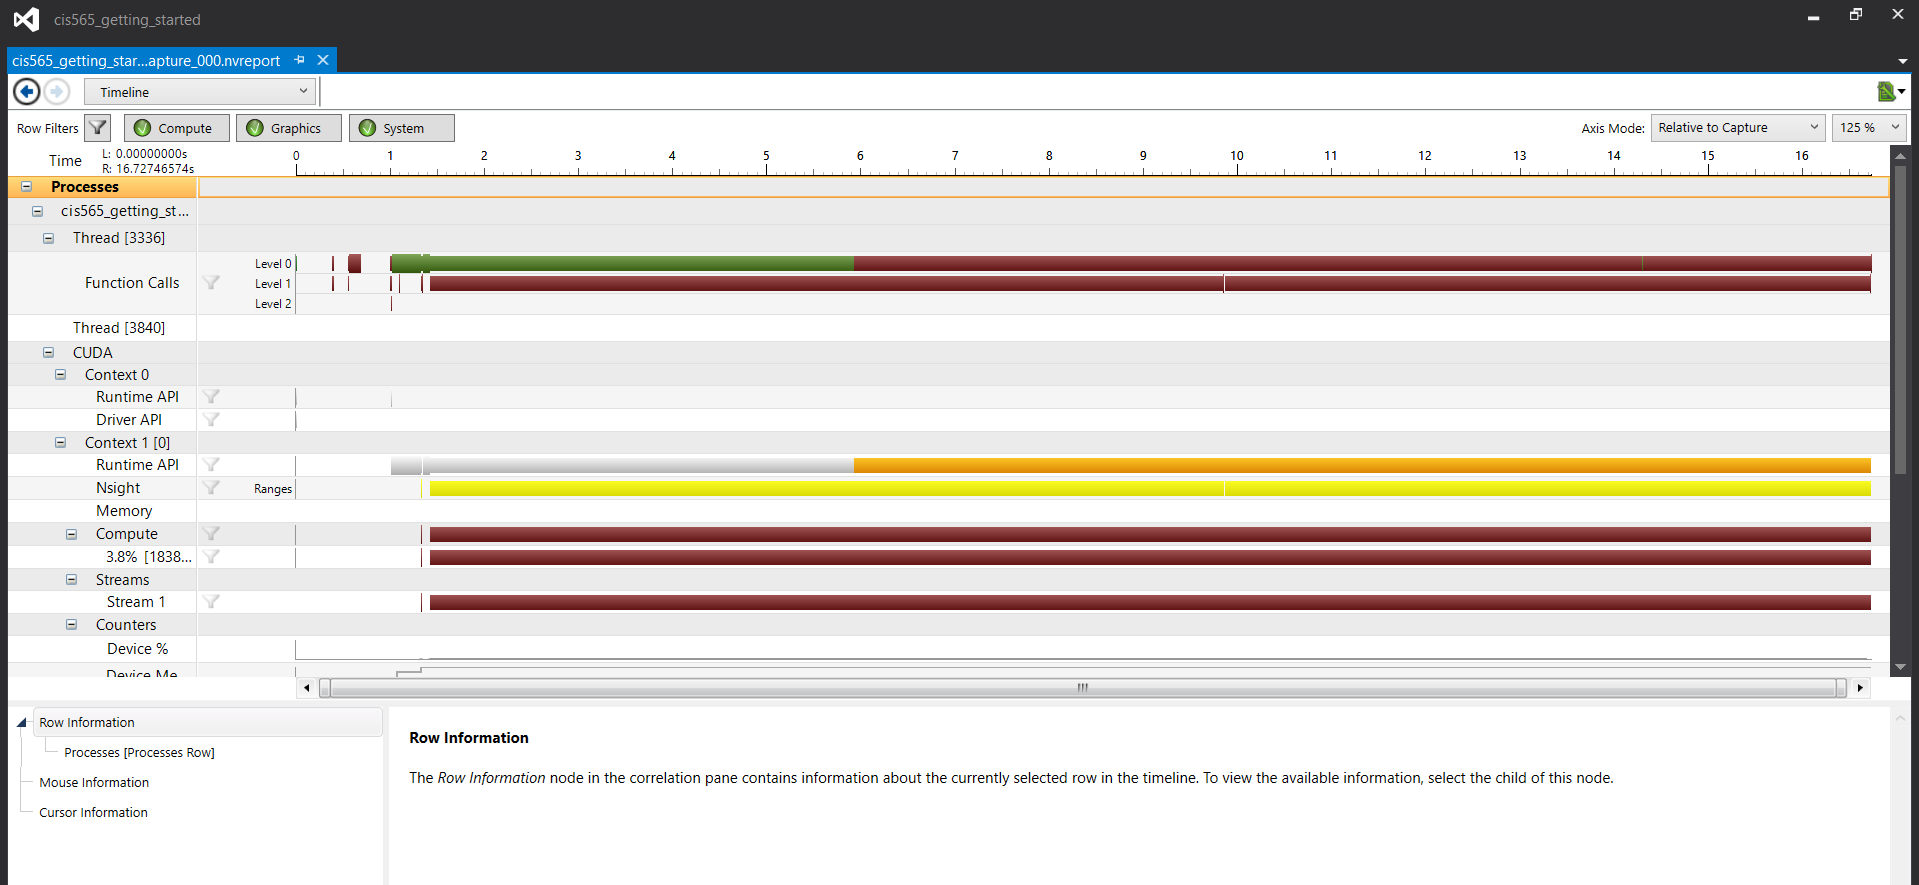 cis565_getting_started
cis565_getting_star...apture_000.nvreport
Timeline
Row Filters Compute Graphics System Axis Mode: Relative to Capture 125 %
Time L: 0.00000000s
R: 16.72746574s
0 1 2 3 4 5 6 7 8 9 10 11 12 13 14 15 16
Processes
cis565_getting_st...
Thread [3336]
Function Calls
Level 0
Level 1
Level 2
Thread [3840]
CUDA
Context 0
Runtime API
Driver API
Context 1 [0]
Runtime API
Nsight Ranges
Memory
Compute
3.8% [1838...
Streams
Stream 1
Counters
Device %
Device Me
Row Information
Processes [Processes Row]
Mouse Information
Cursor Information
Row Information
The Row Information node in the correlation pane contains information about the currently selected row in the timeline. To view the available information, select the child of this node.